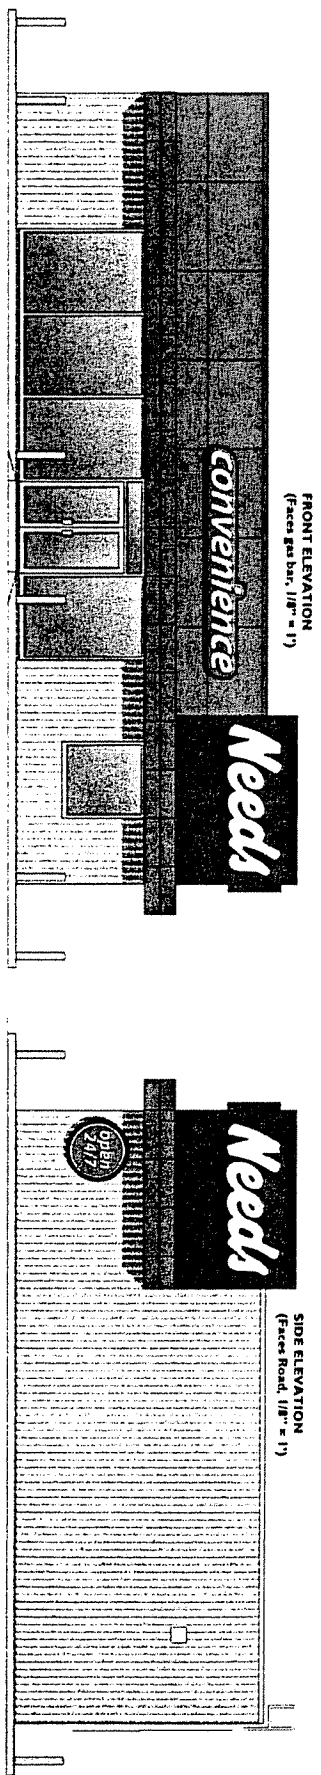 FRONT ELEVATION
(Faces gas bar, 1/8" = 1')
Needs
convenience
SIDE ELEVATION
(Faces Road, 1/8" = 1')
Needs
OPEN
24/7